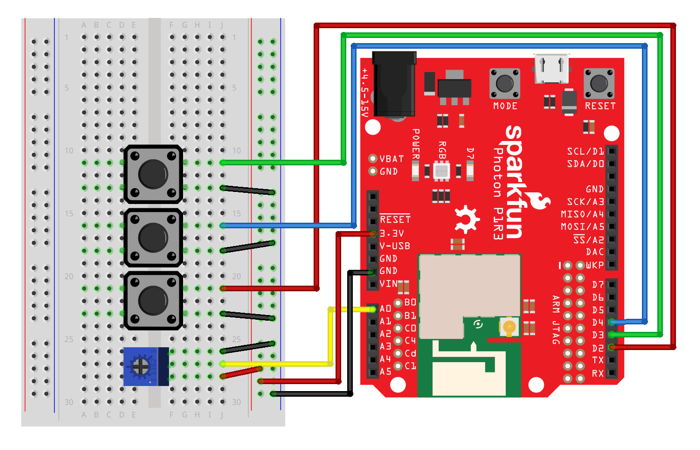 A B C D E F G H I J
1 1
5 5
10 10
15 15
20 20
25 25
30 30
A B C D E F G H I J
+4.5-15V
MODE
RESET
POWER
RGB
D7
sparkfun
Photon P1R3
VBAT
GND
RESET
3.3V
V-USB
GND
GND
VIN
A0
A1
A2
A3
A4
A5
B0
B1
C0
C4
Cd
C1
SCL/D1
SDA/D0
GND
SCK/A3
MISO/A4
MOSI/A5
SS/A2
DAC
WKP
1
ARM JTAG
D7
D6
D5
D4
D3
D2
TX
RX